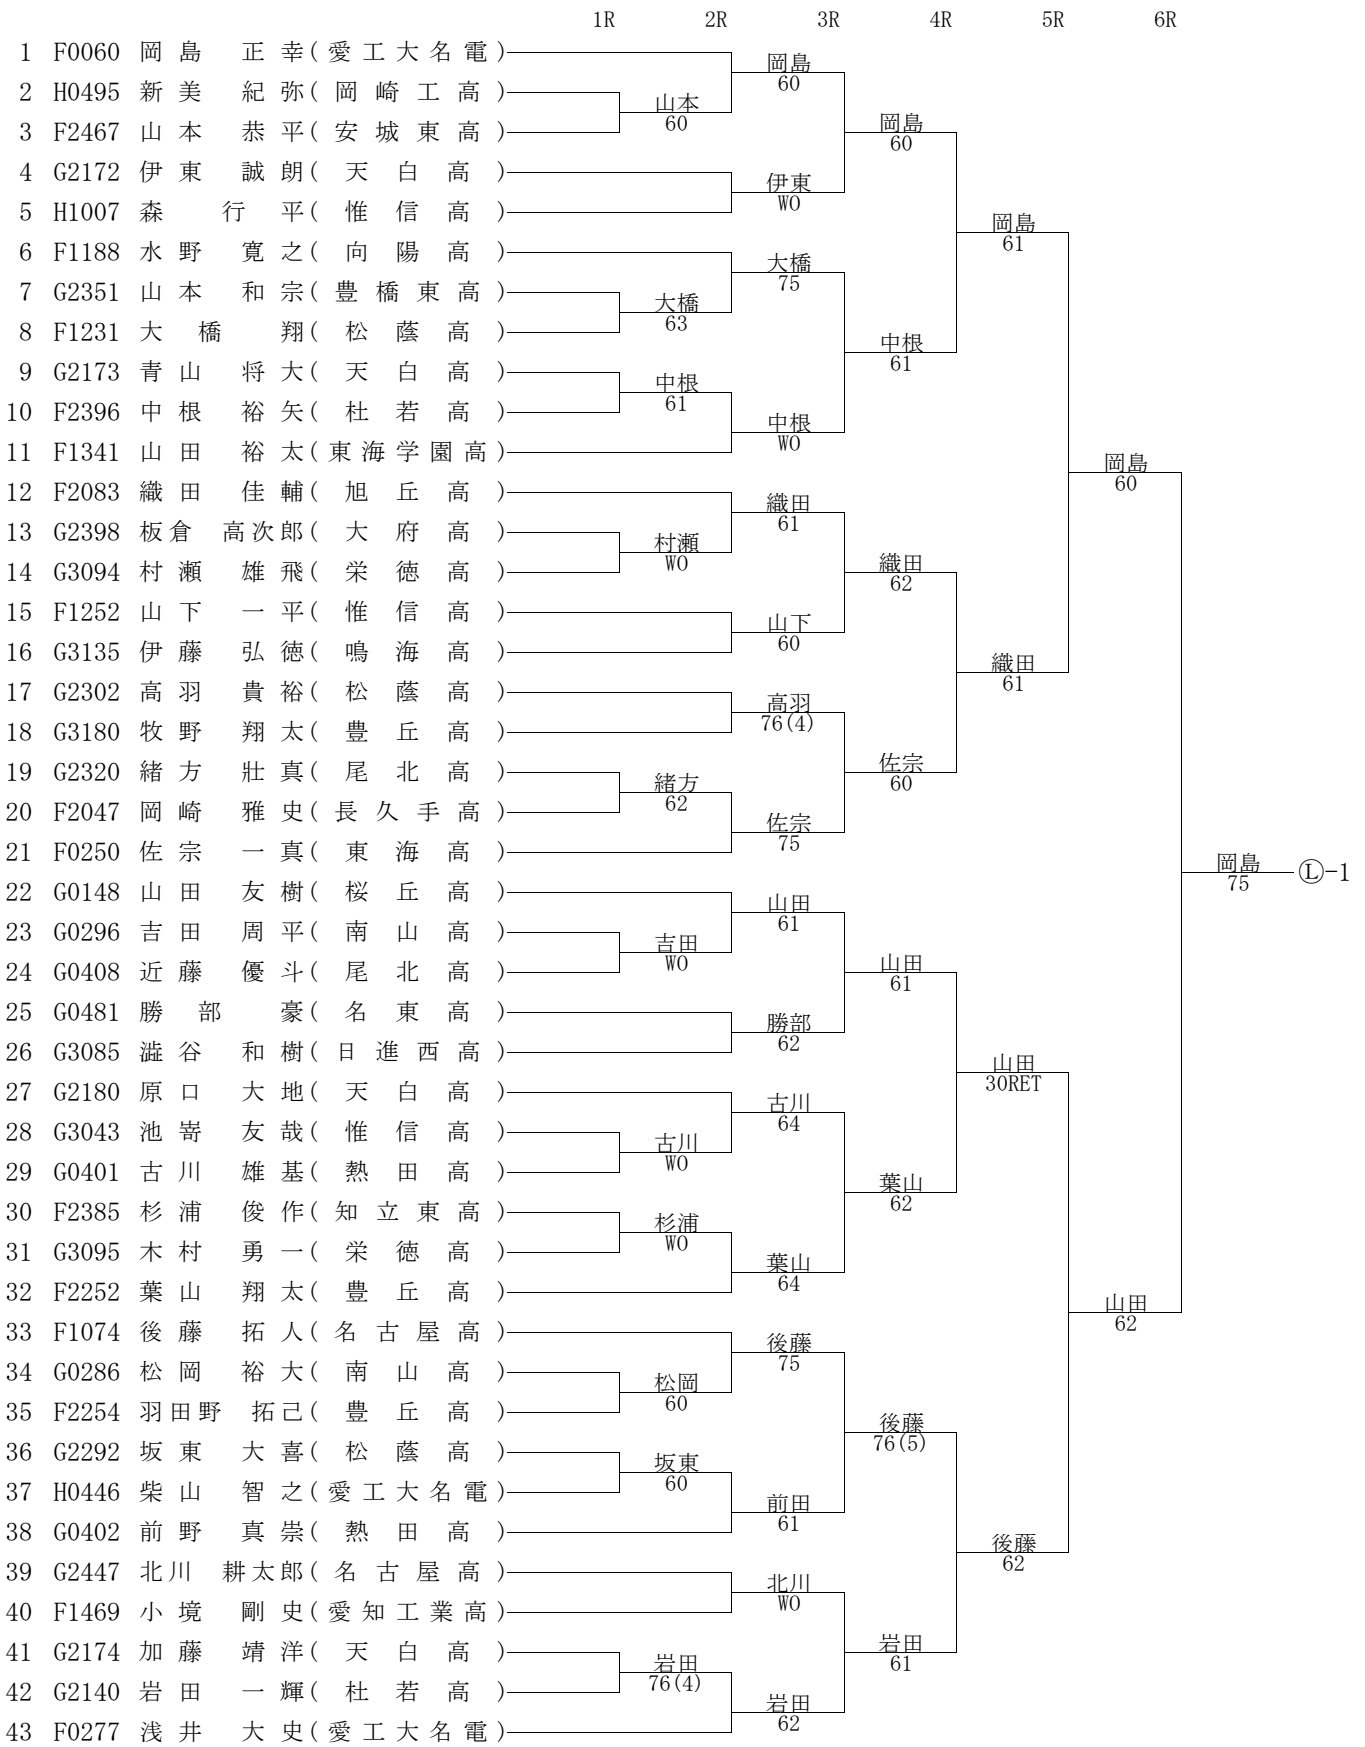 1R 2R 3R 4R 5R 6R
1 F0060 岡島 正幸(愛工大名電)
2 H0495 新美 紀弥(岡崎工高)
3 F2467 山本 恭平(安城東高)
4 G2172 伊東 誠朗(天白高)
5 H1007 森 行平(惟信高)
6 F1188 水野 寛之(向陽高)
7 G2351 山本 和宗(豊橋東高)
8 F1231 大橋 翔(松蔭高)
9 G2173 青山 将大(天白高)
10 F2396 中根 裕矢(杜若高)
11 F1341 山田 裕太(東海学園高)
12 F2083 織田 佳輔(旭丘高)
13 G2398 板倉 高次郎(大府高)
14 G3094 村瀬 雄飛(栄徳高)
15 F1252 山下 一平(惟信高)
16 G3135 伊藤 弘徳(鳴海高)
17 G2302 高羽 貴裕(松蔭高)
18 G3180 牧野 翔太(豊丘高)
19 G2320 緒方 壯真(尾北高)
20 F2047 岡崎 雅史(長久手高)
21 F0250 佐宗 一真(東海高)
22 G0148 山田 友樹(桜丘高)
23 G0296 吉田 周平(南山高)
24 G0408 近藤 優斗(尾北高)
25 G0481 勝部 豪(名東高)
26 G3085 澁谷 和樹(日進西高)
27 G2180 原口 大地(天白高)
28 G3043 池嵜 友哉(惟信高)
29 G0401 古川 雄基(熱田高)
30 F2385 杉浦 俊作(知立東高)
31 G3095 木村 勇一(栄徳高)
32 F2252 葉山 翔太(豊丘高)
33 F1074 後藤 拓人(名古屋高)
34 G0286 松岡 裕大(南山高)
35 F2254 羽田野 拓己(豊丘高)
36 G2292 坂東 大喜(松蔭高)
37 H0446 柴山 智之(愛工大名電)
38 G0402 前野 真崇(熱田高)
39 G2447 北川 耕太郎(名古屋高)
40 F1469 小境 剛史(愛知工業高)
41 G2174 加藤 靖洋(天白高)
42 G2140 岩田 一輝(杜若高)
43 F0277 浅井 大史(愛工大名電)
山本
60
大橋
63
中根
61
村瀬
WO
緒方
62
吉田
WO
古川
WO
杉浦
WO
松岡
60
坂東
60
岩田
76(4)
岡島
60
伊東
WO
大橋
75
中根
WO
織田
61
山下
60
高羽
76(4)
佐宗
75
山田
61
勝部
62
古川
64
葉山
64
後藤
75
前田
61
北川
WO
岩田
62
岡島
60
中根
61
織田
62
佐宗
60
山田
61
葉山
62
後藤
76(5)
岩田
61
岡島
61
織田
61
山田
30RET
後藤
62
岡島
60
山田
62
岡島
75
Ⓛ-1